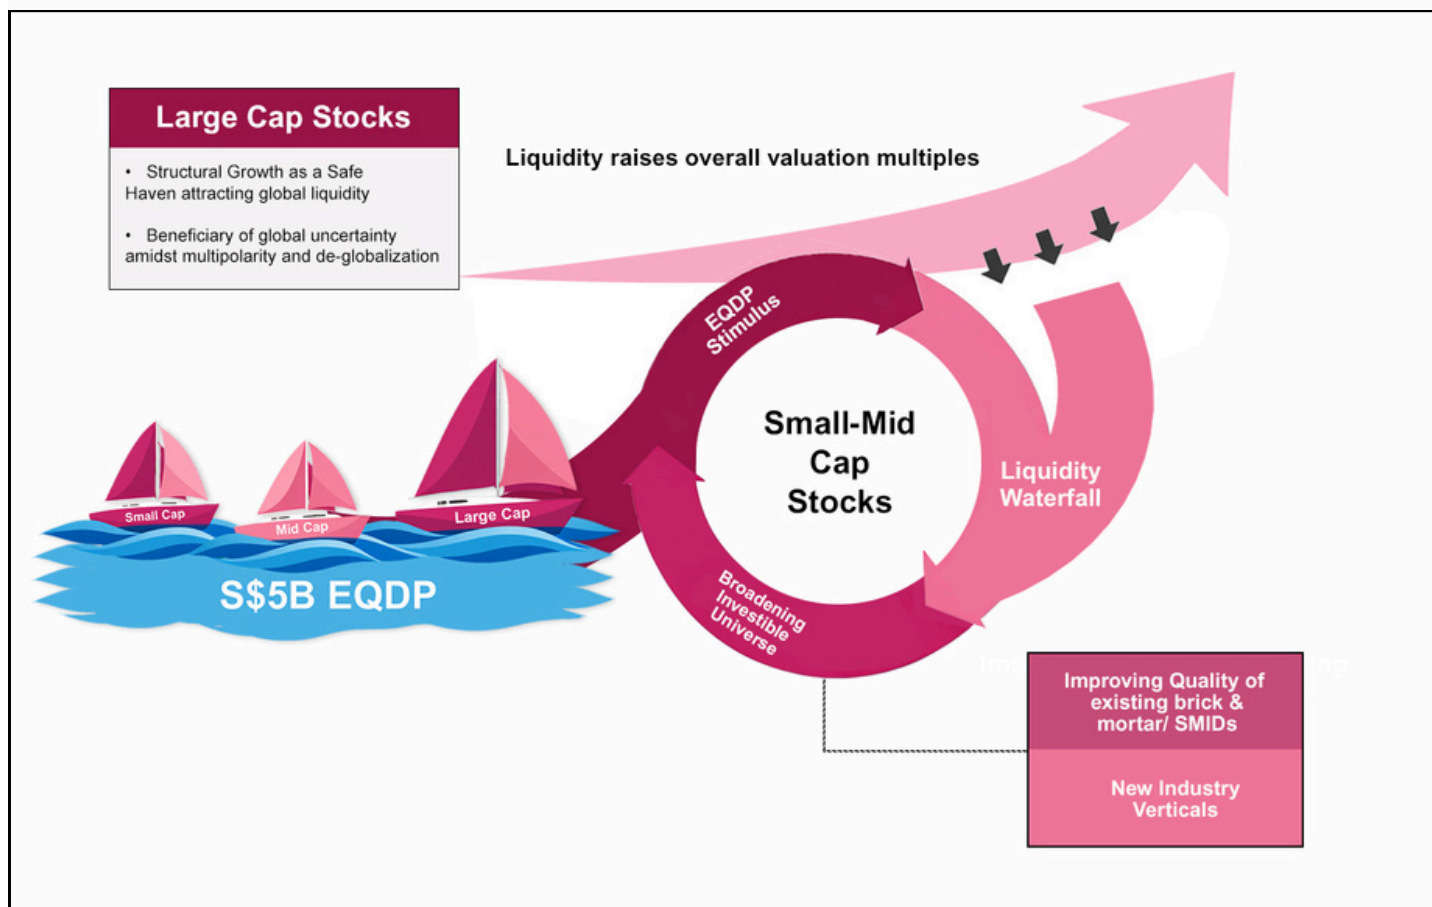 Large Cap Stocks
• Structural Growth as a Safe
Haven attracting global liquidity
• Beneficiary of global uncertainty
amidst multipolarity and de-globalization
Liquidity raises overall valuation multiples
EQDP
Stimulus
Small-Mid
Cap
Stocks
Liquidity
Waterfall
Small Cap
Mid Cap
Large Cap
S$5B EQDP
Broadening
Investible
Universe
Improving Quality of
existing brick &
mortar/ SMIDs
New Industry
Verticals